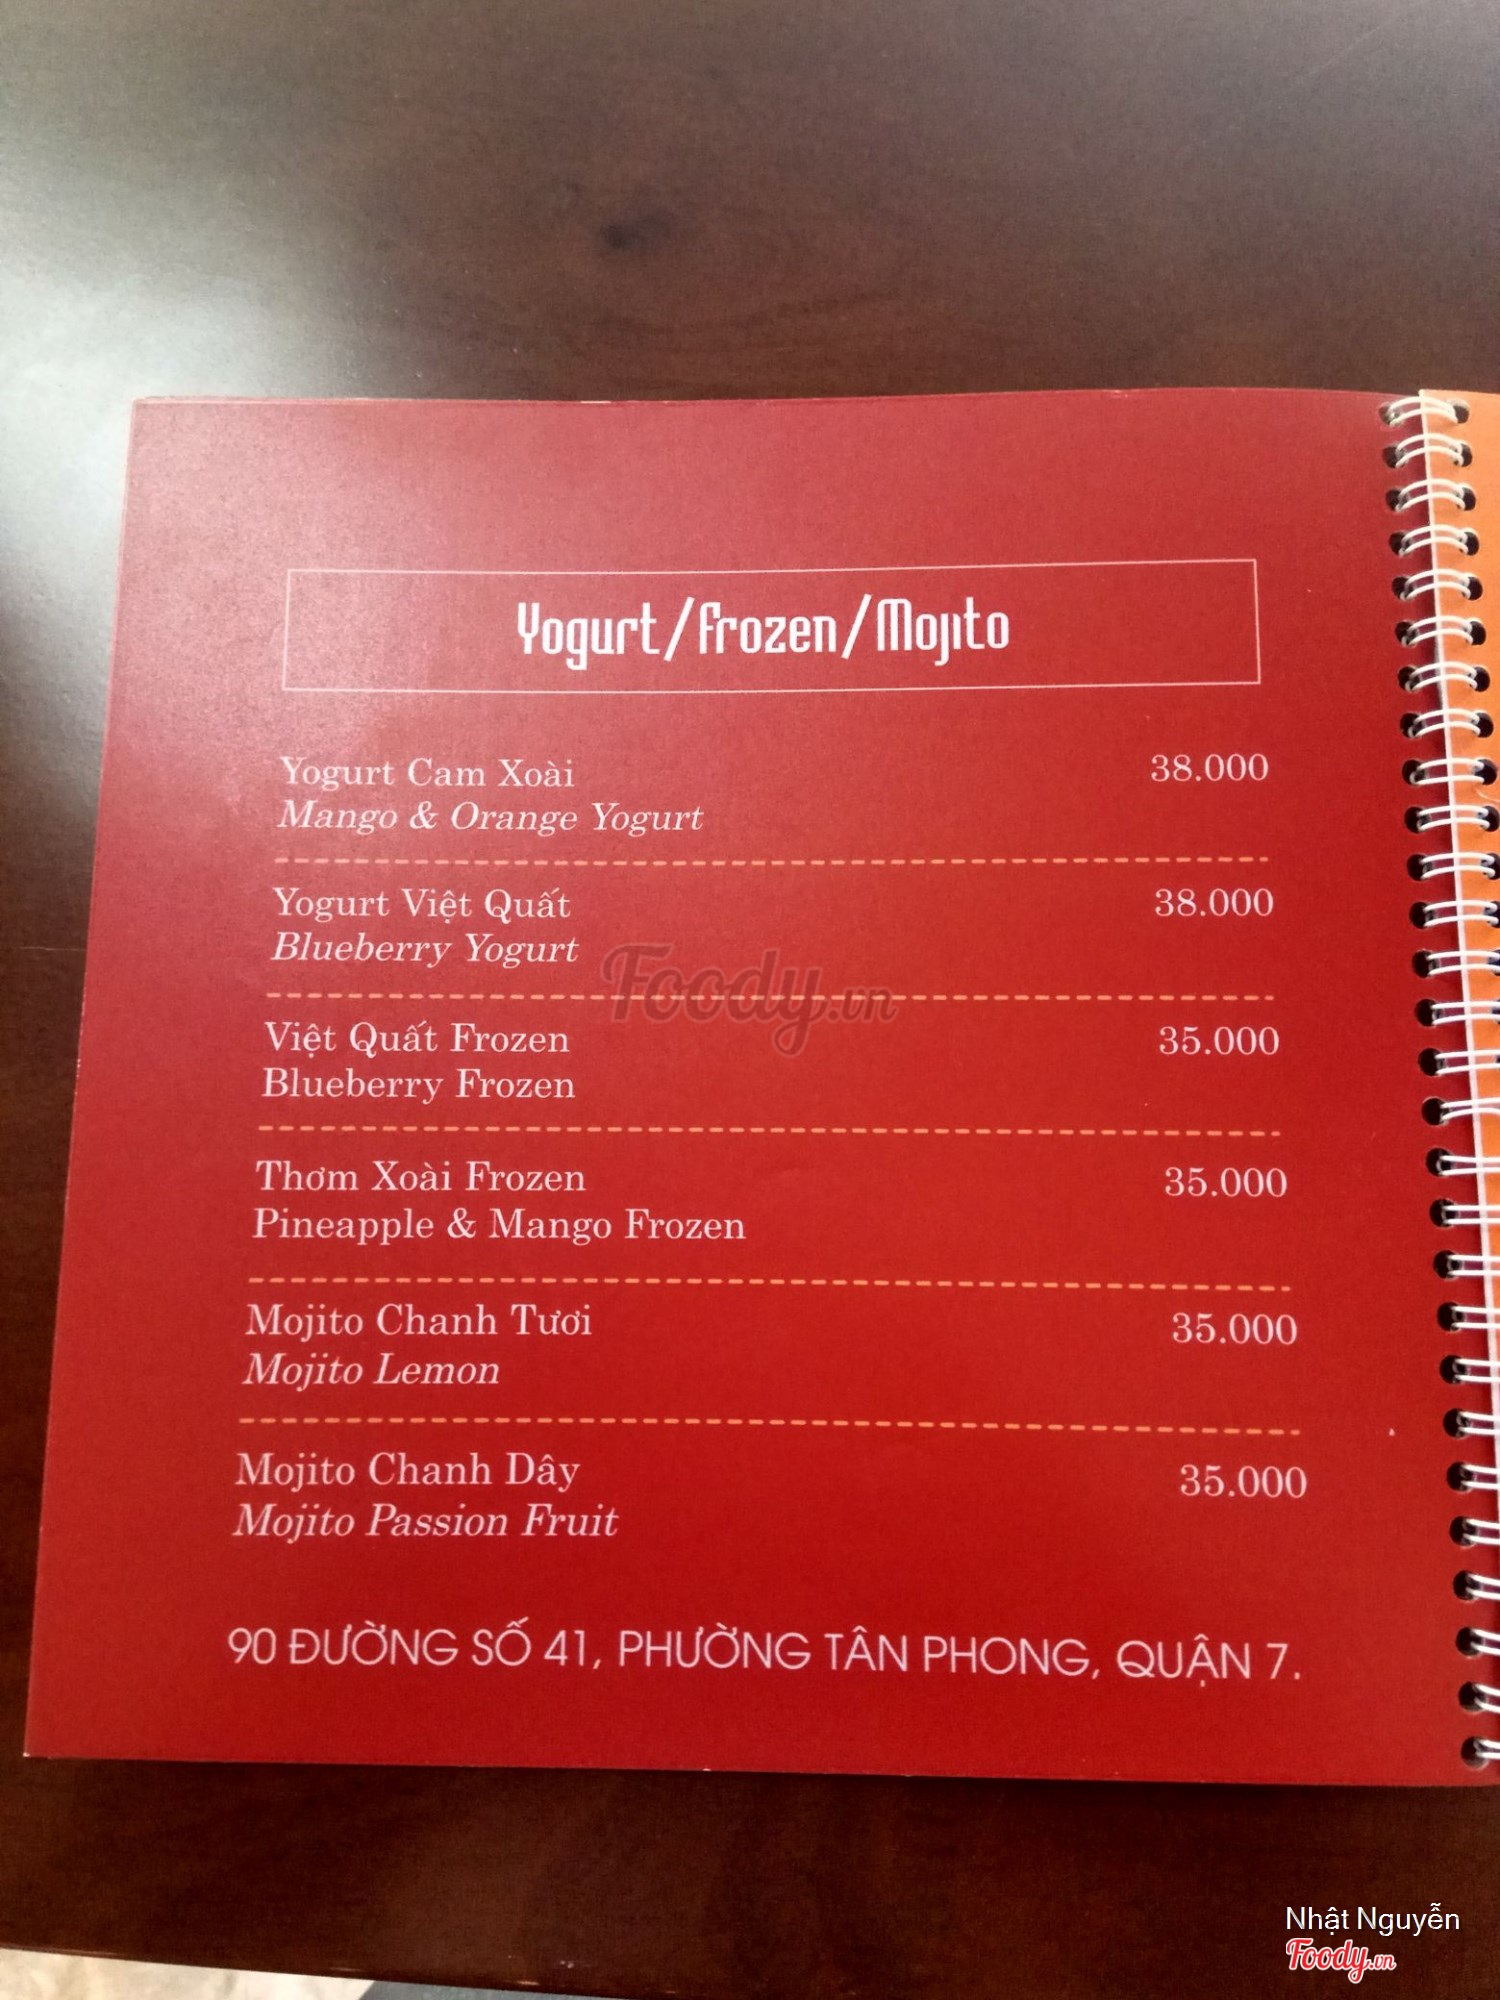 Yogurt/Frozen/Mojito
Yogurt Cam Xoài 38.000
Mango & Orange Yogurt
Yogurt Việt Quất 38.000
Blueberry Yogurt
Foody.vn
Việt Quất Frozen 35.000
Blueberry Frozen
Thơm Xoài Frozen 35.000
Pineapple & Mango Frozen
Mojito Chanh Tươi 35.000
Mojito Lemon
Mojito Chanh Dây 35.000
Mojito Passion Fruit
90 ĐƯỜNG SỐ 41, PHƯỜNG TÂN PHONG, QUẬN 7.
Nhật Nguyễn
Foody.vn